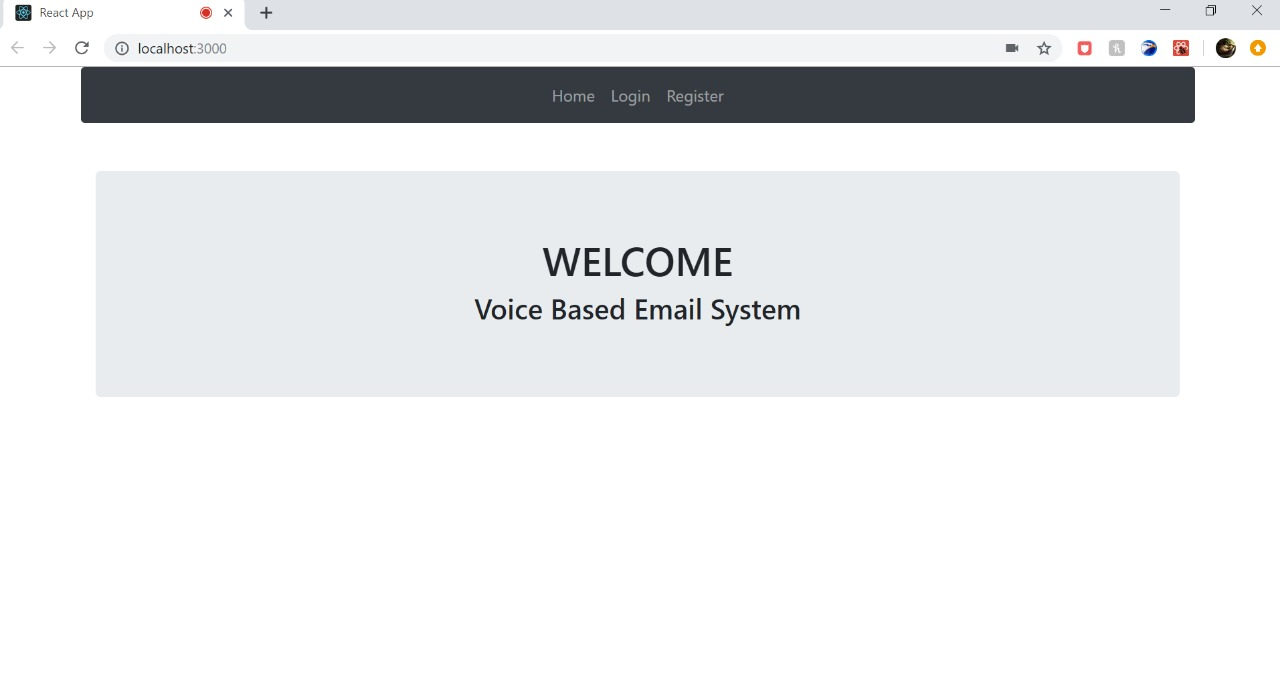 React App
localhost:3000
Home Login Register
WELCOME
Voice Based Email System